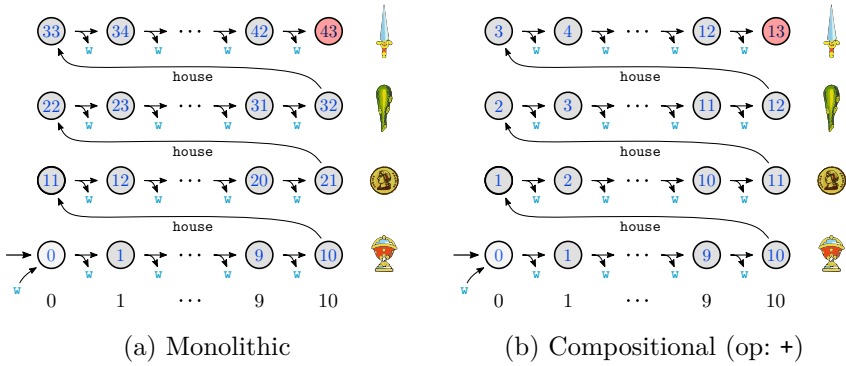 33 34 ··· 42 43
w w w w
house
22 23 ··· 31 32
w w w w
house
11 12 ··· 20 21
w w w w
house
0 1 ··· 9 10
w w w w w
0 1 ··· 9 10
(a) Monolithic
3 4 ··· 12 13
w w w w
house
2 3 ··· 11 12
w w w w
house
1 2 ··· 10 11
w w w w
house
0 1 ··· 9 10
w w w w w
0 1 ··· 9 10
(b) Compositional (op: +)